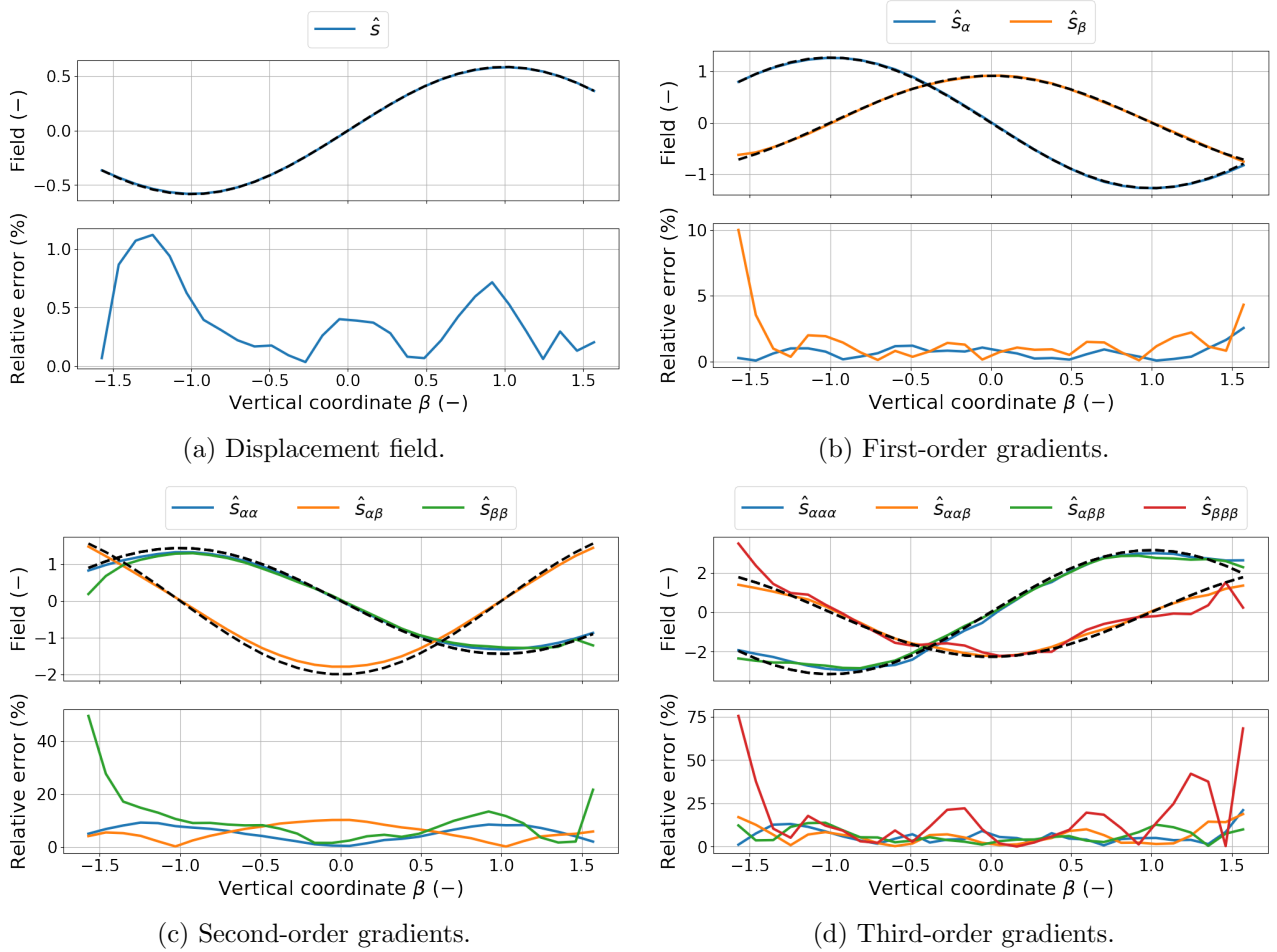 ŝ
Field (−)
0.5
0.0
−0.5
Relative error (%)
1.0
0.5
0.0
−1.5 −1.0 −0.5 0.0 0.5 1.0 1.5
Vertical coordinate β (−)
(a) Displacement field.
ŝα ŝβ
Field (−)
1
0
−1
Relative error (%)
10
5
0
−1.5 −1.0 −0.5 0.0 0.5 1.0 1.5
Vertical coordinate β (−)
(b) First-order gradients.
ŝαα ŝαβ ŝββ
Field (−)
1
0
−1
−2
Relative error (%)
40
20
0
−1.5 −1.0 −0.5 0.0 0.5 1.0 1.5
Vertical coordinate β (−)
(c) Second-order gradients.
ŝααα ŝααβ ŝαββ ŝβββ
Field (−)
2
0
−2
Relative error (%)
75
50
25
0
−1.5 −1.0 −0.5 0.0 0.5 1.0 1.5
Vertical coordinate β (−)
(d) Third-order gradients.